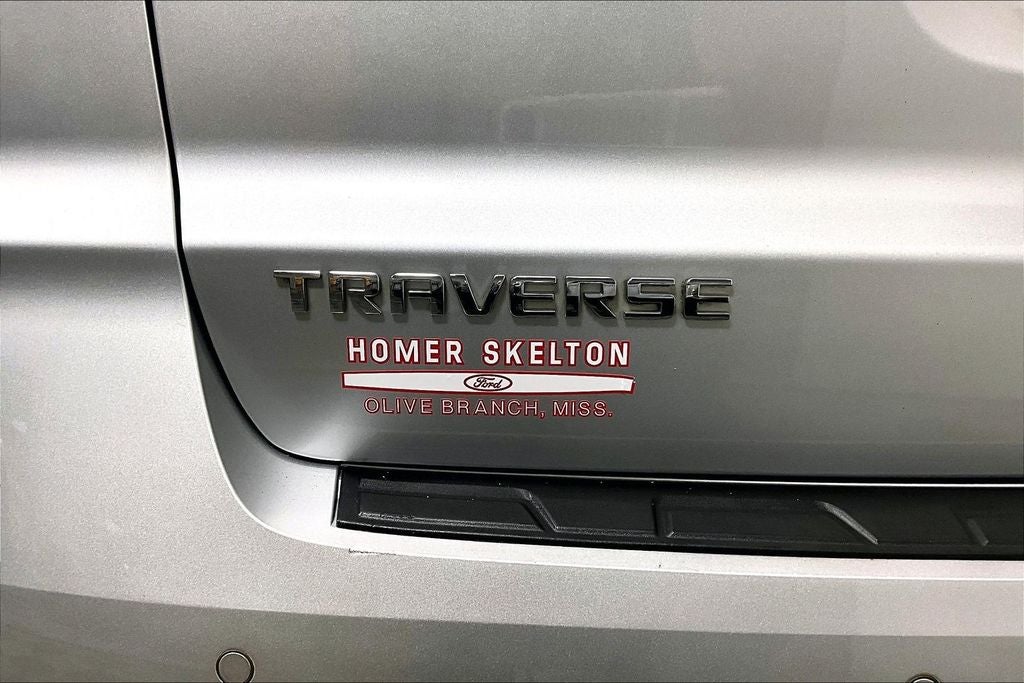 TRAVERSE
HOMER SKELTON
Ford
OLIVE BRANCH, MISS.